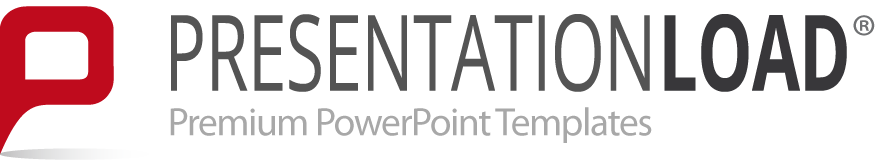 PRESENTATIONLOAD®
Premium PowerPoint Templates